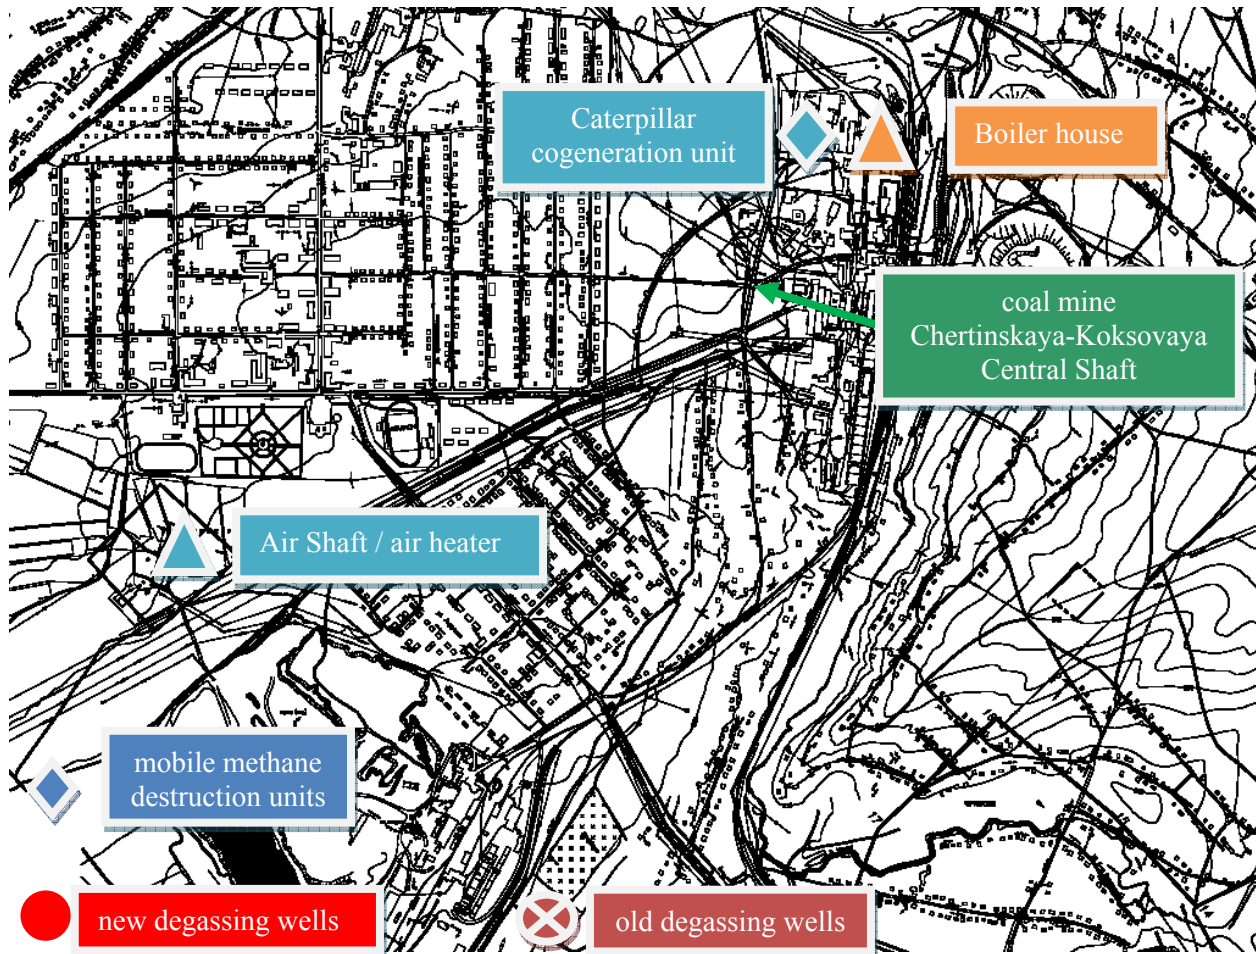 Caterpillar
cogeneration unit
Boiler house
coal mine
Chertinskaya-Koksovaya
Central Shaft
Air Shaft / air heater
mobile methane
destruction units
new degassing wells
old degassing wells